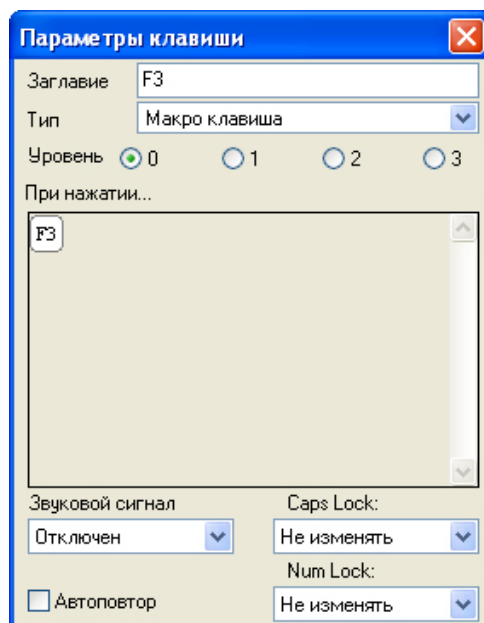 Параметры клавиши
Заглавие F3
Тип Макро клавиша
Уровень 0 1 2 3
При нажатии...
F3
Звуковой сигнал Caps Lock:
Отключен Не изменять
Num Lock:
Автоповтор Не изменять